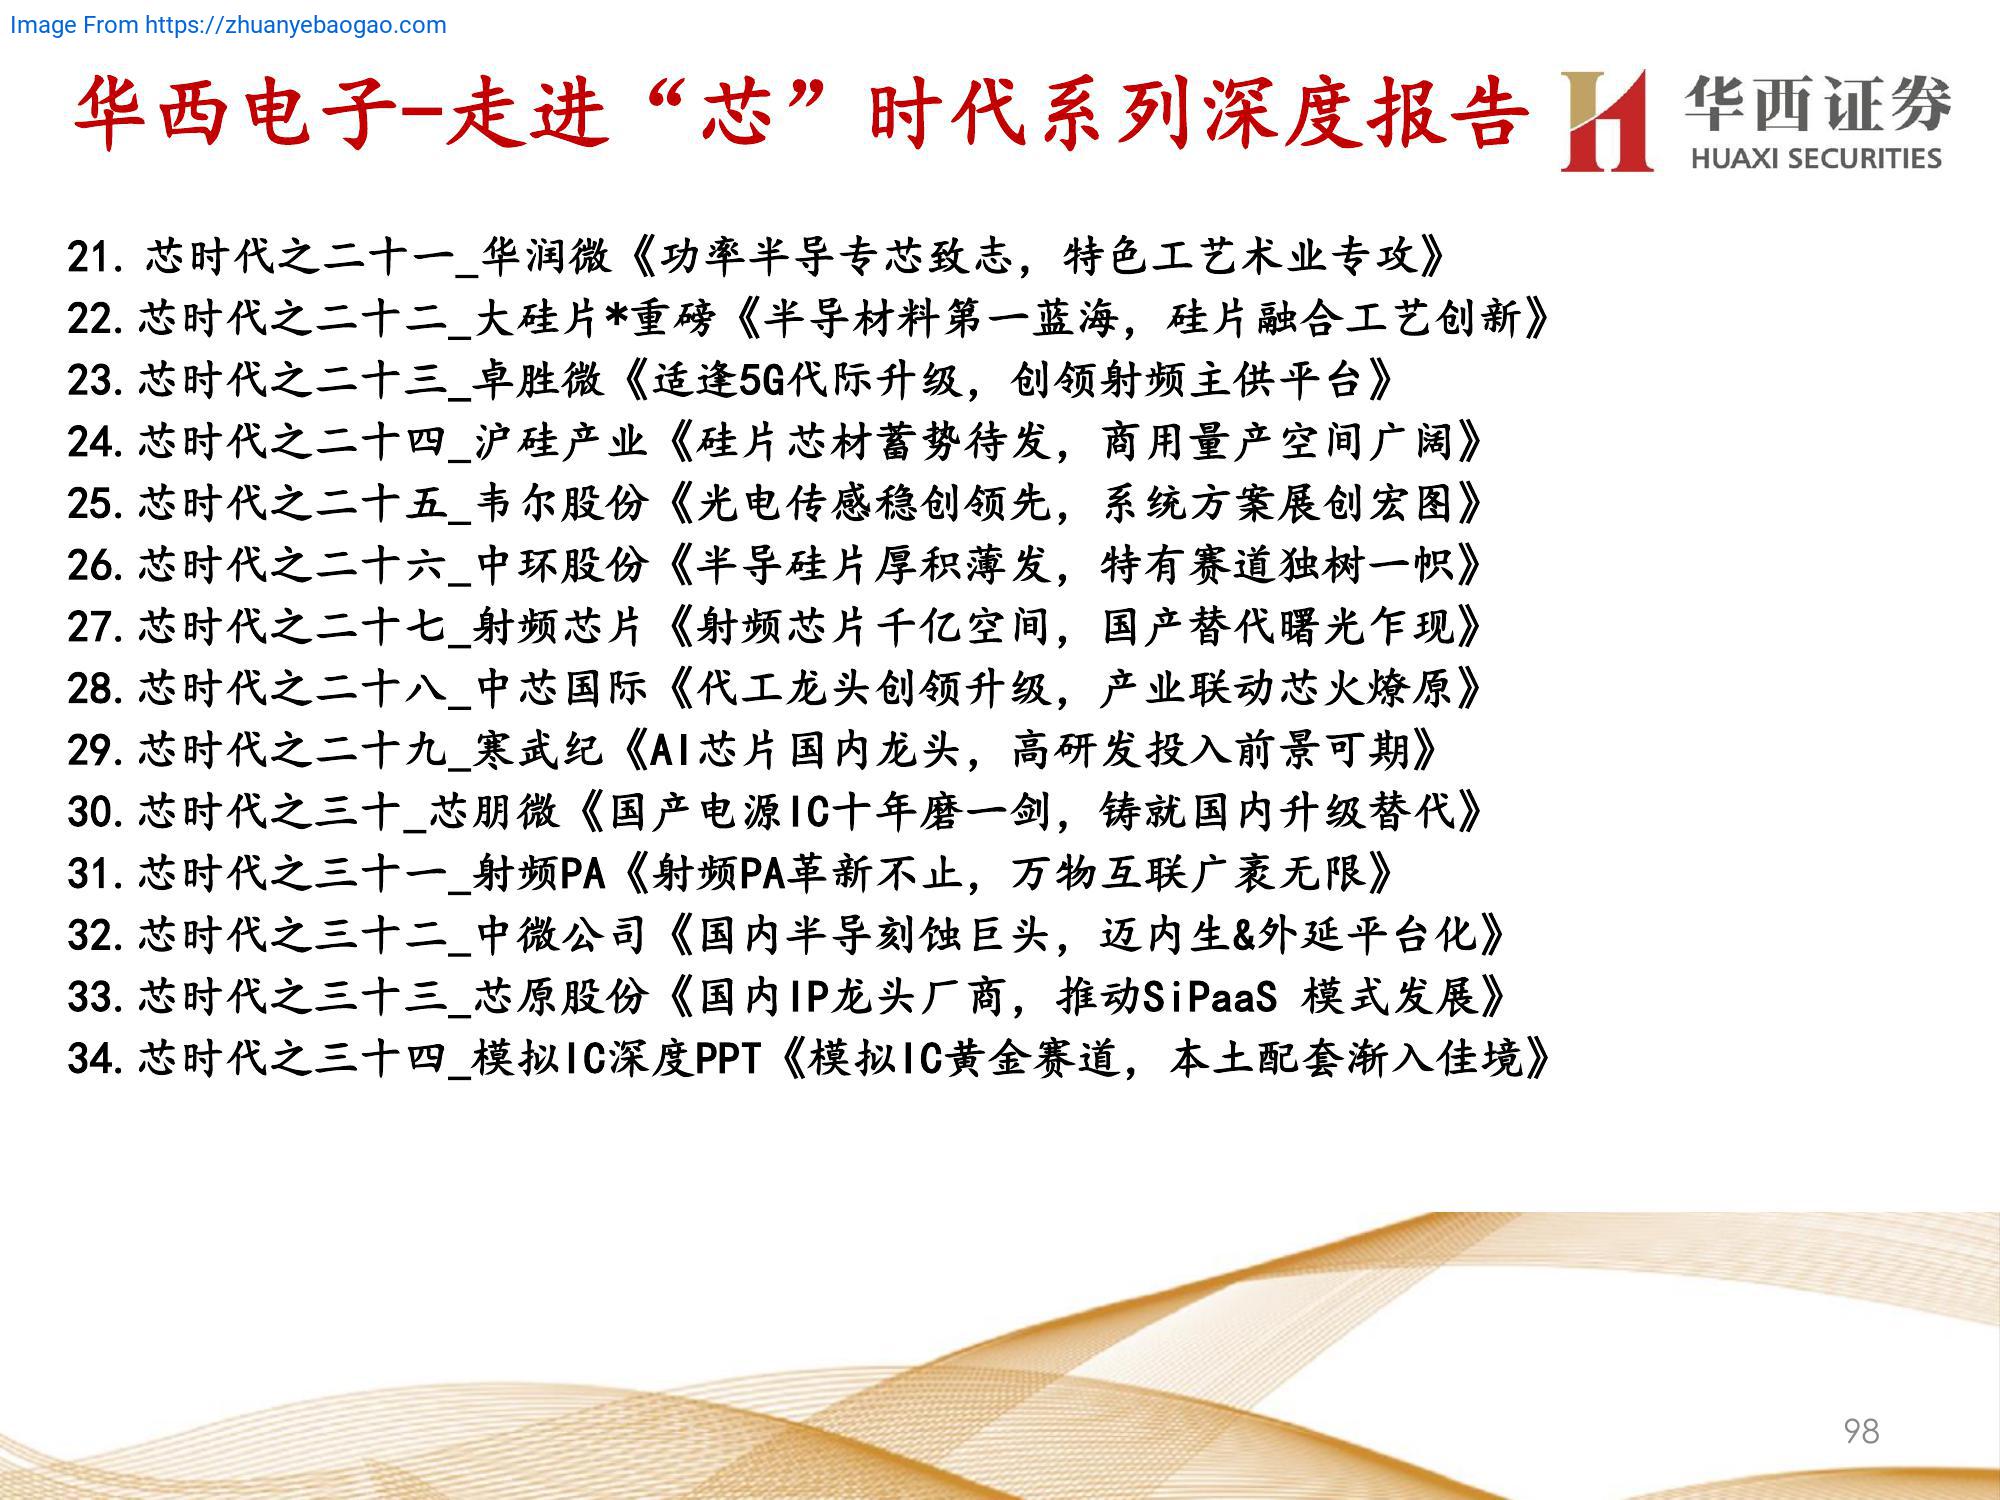 Image From https://zhuanyebaogao.com
华西电子-走进“芯”时代系列深度报告
华西证券
HUAXI SECURITIES
21. 芯时代之二十一_华润微《功率半导专芯致志，特色工艺术业专攻》
22.芯时代之二十二_大硅片*重磅《半导材料第一蓝海，硅片融合工艺创新》
23.芯时代之二十三_卓胜微《适逢5G代际升级，创领射频主供平台》
24.芯时代之二十四_沪硅产业《硅片芯材蓄势待发，商用量产空间广阔》
25.芯时代之二十五_韦尔股份《光电传感稳创领先，系统方案展创宏图》
26.芯时代之二十六_中环股份《半导硅片厚积薄发，特有赛道独树一帜》
27.芯时代之二十七_射频芯片《射频芯片千亿空间，国产替代曙光乍现》
28.芯时代之二十八_中芯国际《代工龙头创领升级，产业联动芯火燎原》
29.芯时代之二十九_寒武纪《AI芯片国内龙头，高研发投入前景可期》
30.芯时代之三十_芯朋微《国产电源IC十年磨一剑，铸就国内升级替代》
31.芯时代之三十一_射频PA《射频PA革新不止，万物互联广袤无限》
32.芯时代之三十二_中微公司《国内半导刻蚀巨头，迈内生&外延平台化》
33.芯时代之三十三_芯原股份《国内IP龙头厂商，推动SiPaaS 模式发展》
34.芯时代之三十四_模拟IC深度PPT《模拟IC黄金赛道，本土配套渐入佳境》
98